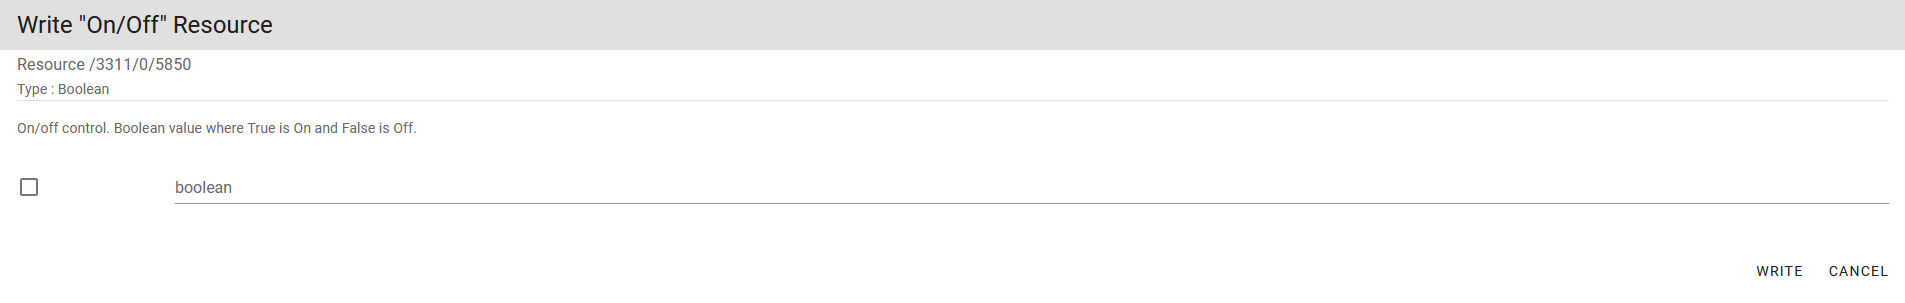 Write "On/Off" Resource
Resource /3311/0/5850
Type : Boolean
On/off control. Boolean value where True is On and False is Off.
boolean
WRITE CANCEL